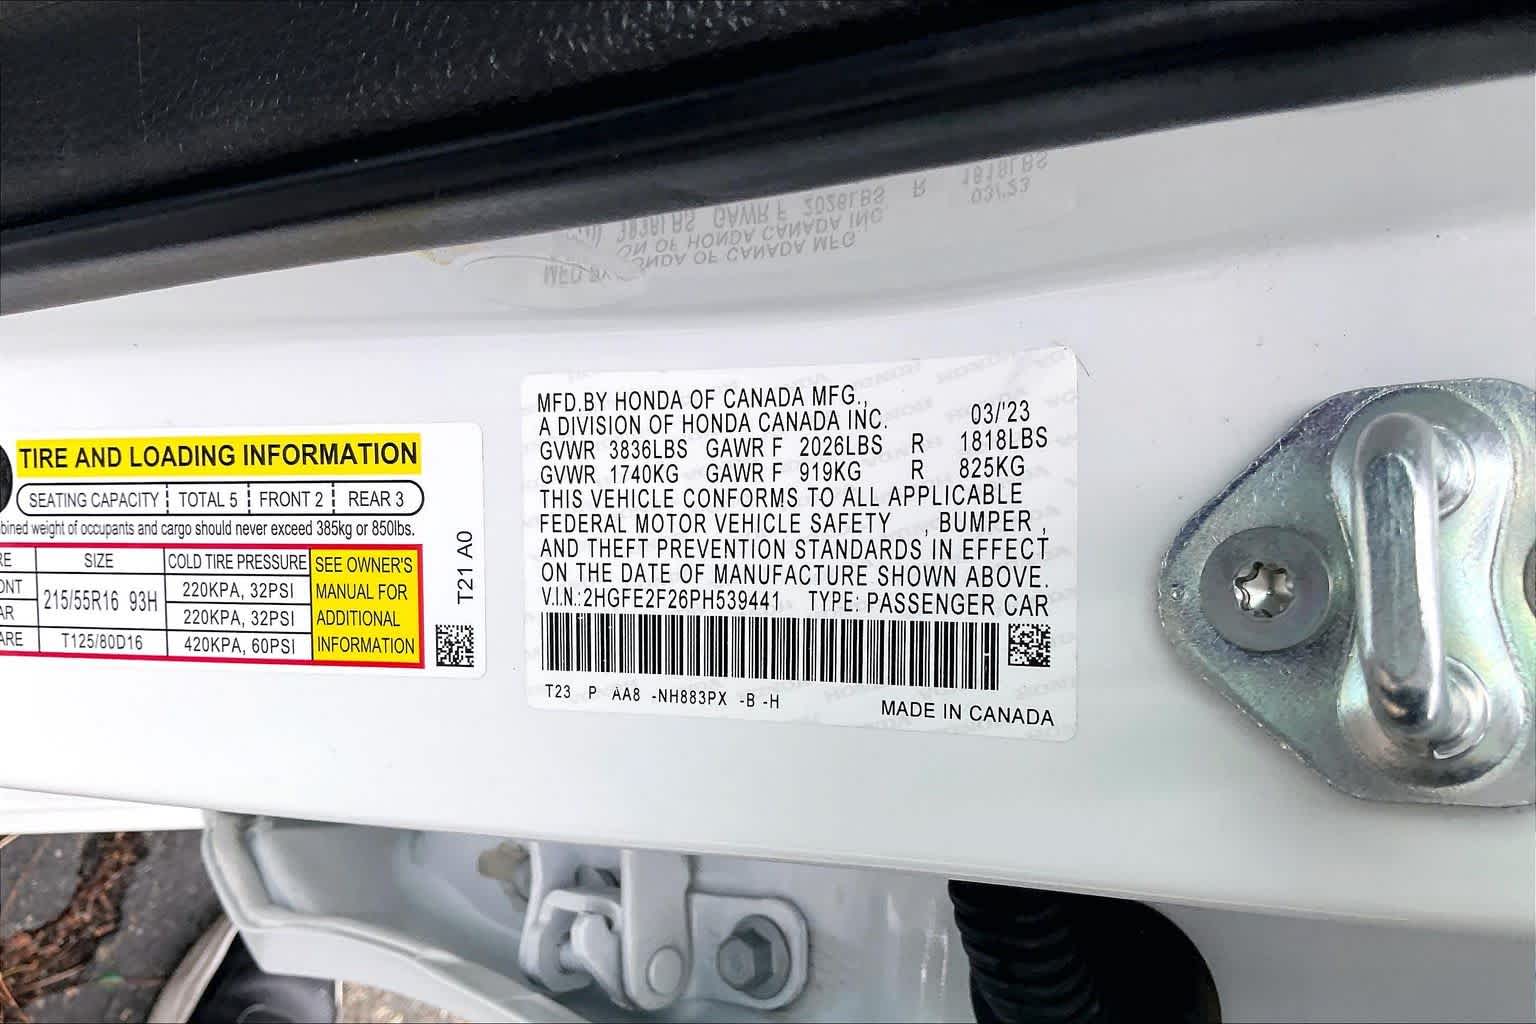 TIRE AND LOADING INFORMATION
SEATING CAPACITY TOTAL 5 FRONT 2 REAR 3
bined weight of occupants and cargo should never exceed 385kg or 850lbs.
RE SIZE COLD TIRE PRESSURE
ONT 215/55R16 93H 220KPA, 32PSI
AR 220KPA, 32PSI
ARE T125/80D16 420KPA, 60PSI
SEE OWNER'S
MANUAL FOR
ADDITIONAL
INFORMATION
T21 A0
MFD.BY HONDA OF CANADA MFG.,
A DIVISION OF HONDA CANADA INC. 03/'23
GVWR 3836LBS GAWR F 2026LBS R 1818LBS
GVWR 1740KG GAWR F 919KG R 825KG
THIS VEHICLE CONFORMS TO ALL APPLICABLE
FEDERAL MOTOR VEHICLE SAFETY , BUMPER ,
AND THEFT PREVENTION STANDARDS IN EFFECT
ON THE DATE OF MANUFACTURE SHOWN ABOVE.
V.I.N.:2HGFE2F26PH539441 TYPE: PASSENGER CAR
T23 P AA8 -NH883PX -B -H
MADE IN CANADA